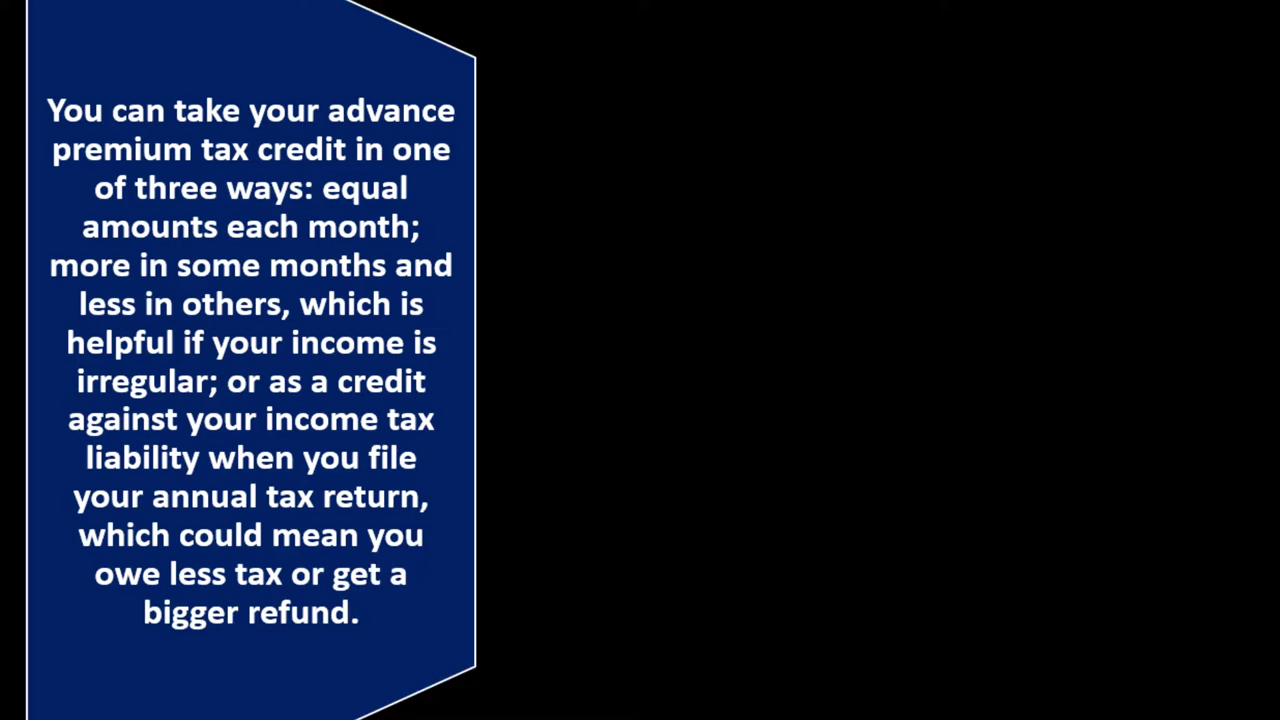 You can take your advance
premium tax credit in one
of three ways: equal
amounts each month;
more in some months and
less in others, which is
helpful if your income is
irregular; or as a credit
against your income tax
liability when you file
your annual tax return,
which could mean you
owe less tax or get a
bigger refund.